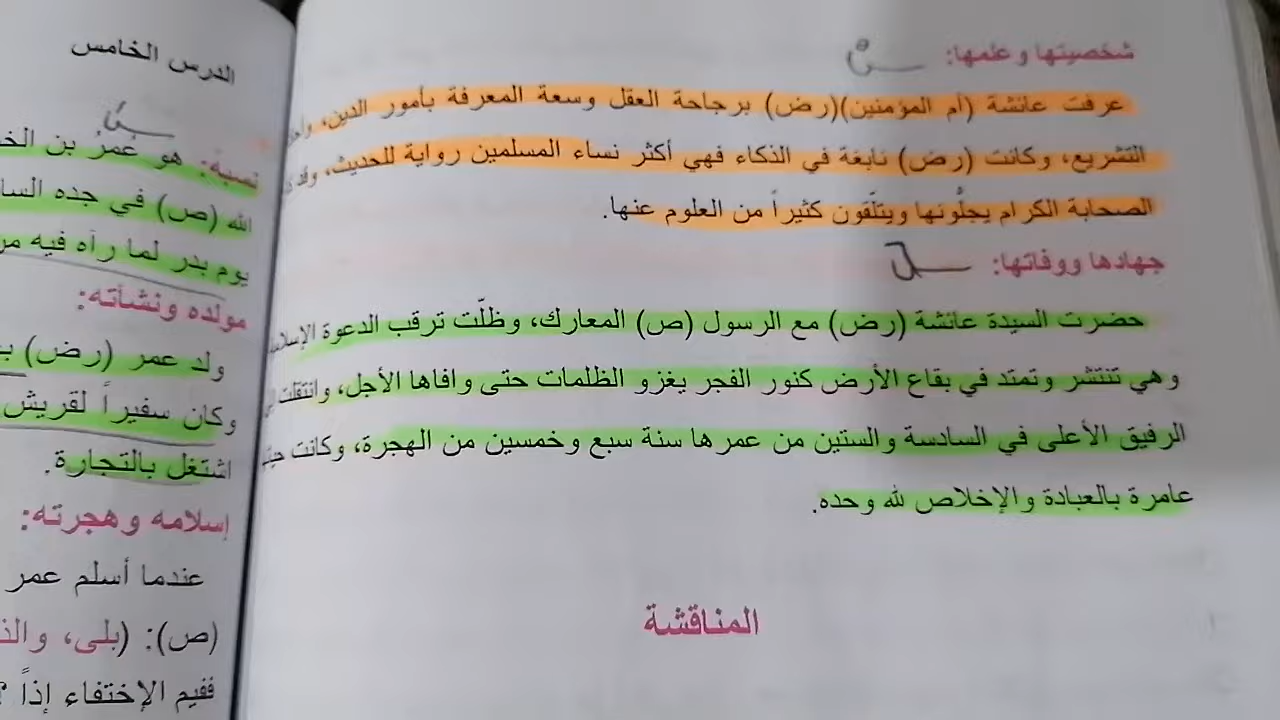 شخصيتها وعلمها: س
عرفت عائشة (أم المؤمنين)(رض) برجاحة العقل وسعة المعرفة بأمور الدين،
التشريع، وكانت (رض) نابغة في الذكاء فهي أكثر نساء المسلمين رواية للحديث،
الصحابة الكرام يجلُّونها ويتلّقون كثيراً من العلوم عنها.
جهادها ووفاتها:
حضرت السيدة عائشة (رض) مع الرسول (ص) المعارك، وظلّت ترقب الدعوة
وهي تنتشر وتمتد في بقاع الأرض كنور الفجر يغزو الظلمات حتى وافاها الأجل، وانتقلت
الرفيق الأعلى في السادسة والستين من عمرها سنة سبع وخمسين من الهجرة، وكانت
عامرة بالعبادة والإخلاص لله وحده.
المناقشة
الدرس الخامس
نسبة: هو عمرُ بن
الله (ص) في جده
يوم بدر لما رآه فيه
مولده ونشأته:
ولد عمر (رض)
وكان سفيراً لقريش
اشتغل بالتجارة.
إسلامه وهجرته:
عندما أسلم عمر
(ص): (بلى،
ففيم الإختفاء إذاً ؟